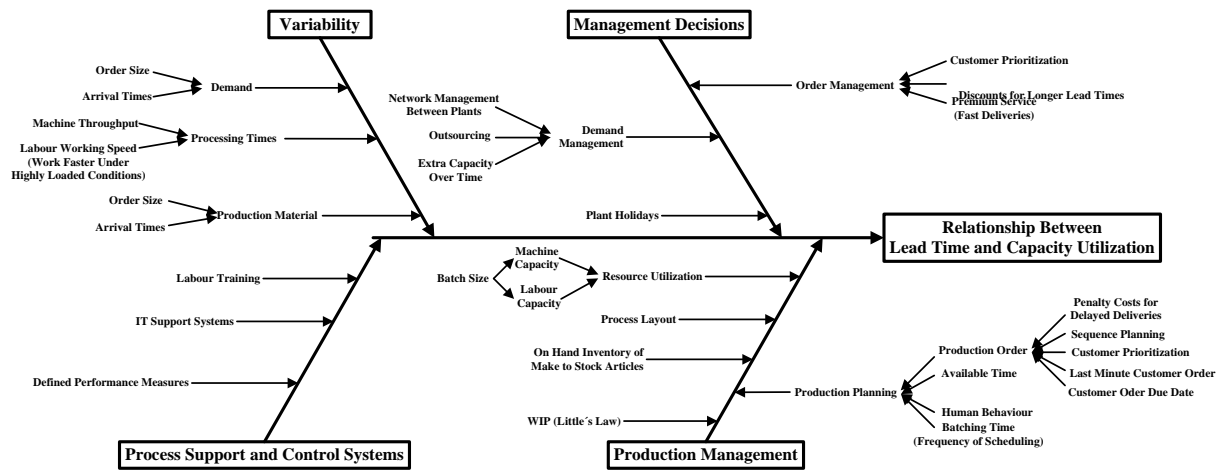 Variability
Management Decisions
Order Size
Arrival Times
Demand
Machine Throughput
Labour Working Speed
(Work Faster Under
Highly Loaded Conditions)
Processing Times
Order Size
Arrival Times
Production Material
Network Management
Between Plants
Outsourcing
Extra Capacity
Over Time
Demand
Management
Order Management
Customer Prioritization
Discounts for Longer Lead Times
Premium Service
(Fast Deliveries)
Plant Holidays
Relationship Between
Lead Time and Capacity Utilization
Labour Training
IT Support Systems
Defined Performance Measures
Process Support and Control Systems
Batch Size
Machine
Capacity
Labour
Capacity
Resource Utilization
Process Layout
On Hand Inventory of
Make to Stock Articles
WIP (Little´s Law)
Production Planning
Production Order
Available Time
Human Behaviour
Batching Time
(Frequency of Scheduling)
Penalty Costs for
Delayed Deliveries
Sequence Planning
Customer Prioritization
Last Minute Customer Order
Customer Oder Due Date
Production Management